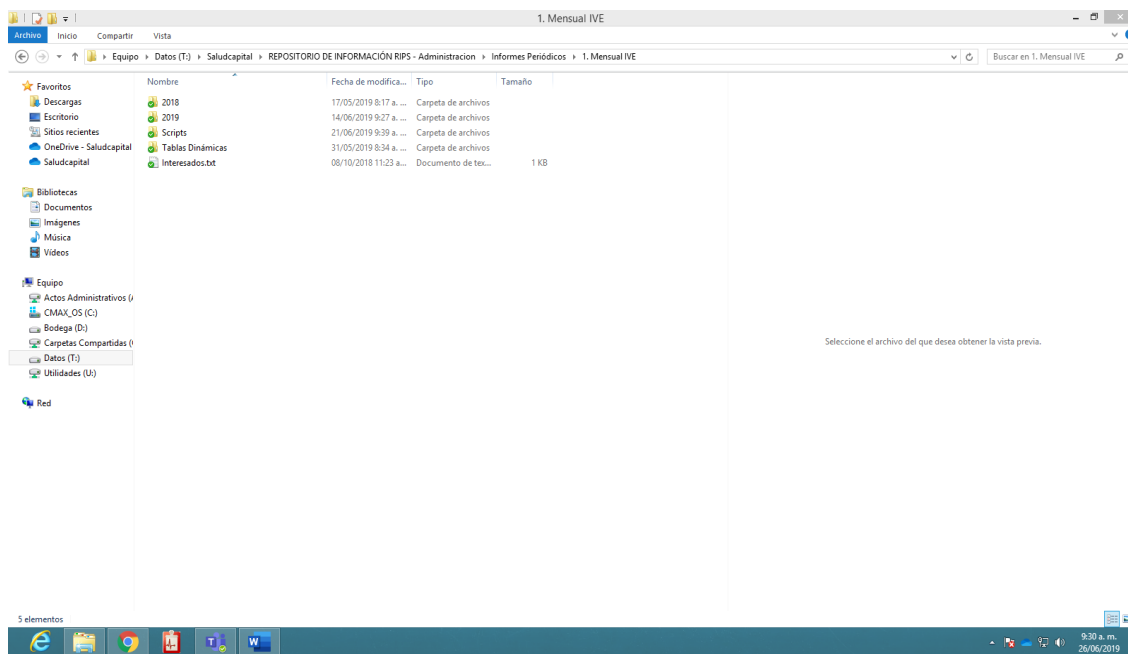 1. Mensual IVE
Archivo Inicio Compartir Vista
Equipo Datos (T:) Saludcapital REPOSITORIO DE INFORMACIÓN RIPS - Administracion Informes Periódicos 1. Mensual IVE
Buscar en 1. Mensual IVE
Favoritos
Descargas
Escritorio
Sitios recientes
OneDrive - Saludcapital
Saludcapital
Bibliotecas
Documentos
Imágenes
Música
Vídeos
Equipo
Actos Administrativos (
CMAX_OS (C:)
Bodega (D:)
Carpetas Compartidas (
Datos (T:)
Utilidades (U:)
Red
Nombre Fecha de modifica... Tipo Tamaño
2018 17/05/2019 8:17 a. ... Carpeta de archivos
2019 14/06/2019 9:27 a. ... Carpeta de archivos
Scripts 21/06/2019 9:39 a. ... Carpeta de archivos
Tablas Dinámicas 31/05/2019 8:34 a. ... Carpeta de archivos
Interesados.txt 08/10/2018 11:23 a... Documento de tex... 1 KB
Seleccione el archivo del que desea obtener la vista previa.
5 elementos
9:30 a. m.
26/06/2019